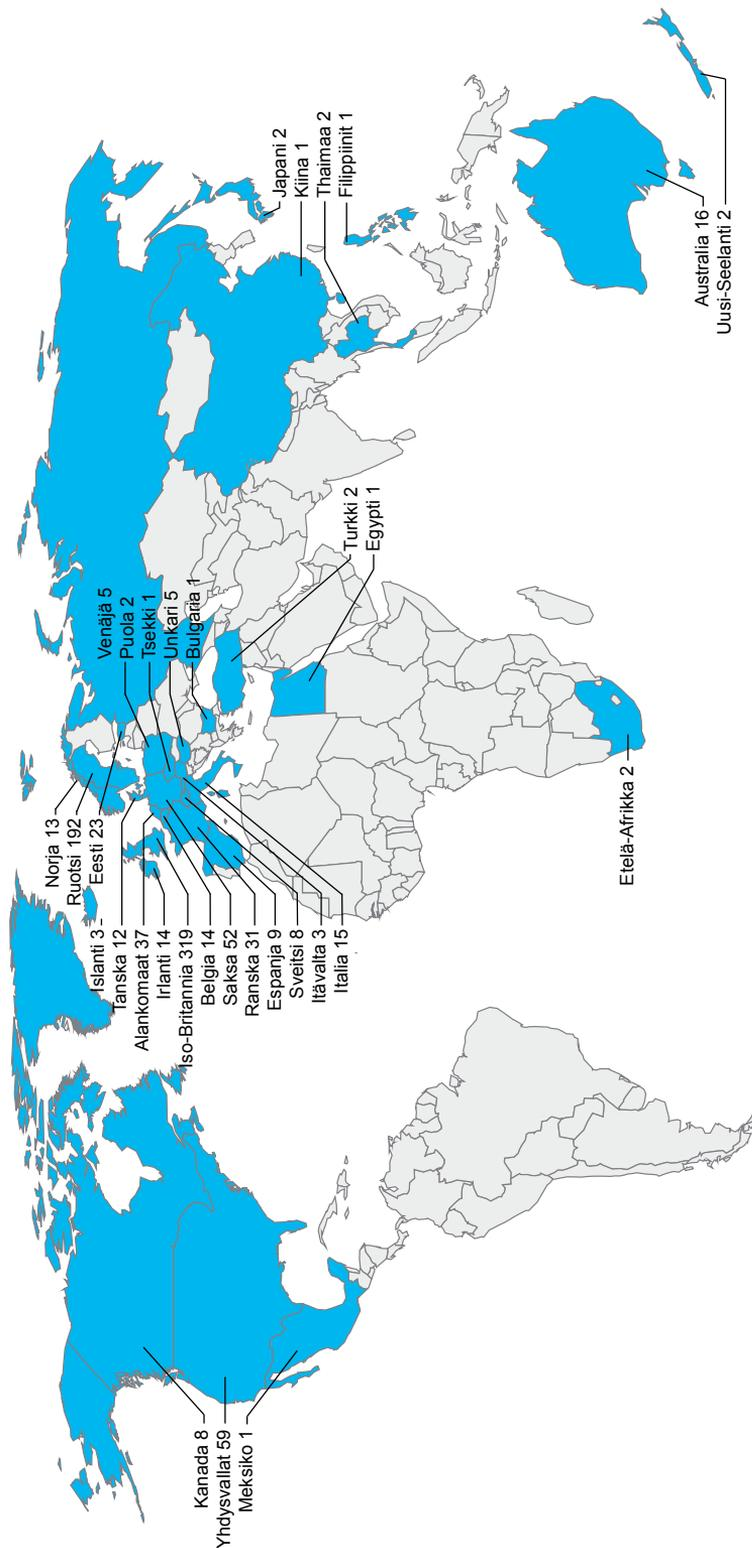 Norja 13
Ruotsi 192
Eesti 23
Islanti 3
Tanska 12
Alankomaat 37
Irlanti 14
Iso-Britannia 319
Belgia 14
Saksa 52
Ranska 31
Espanja 9
Sveitsi 8
Itävalta 3
Italia 15
Venäjä 5
Puola 2
Tsekki 1
Unkari 5
Bulgaria 1
Turkki 2
Egypti 1
Japani 2
Kiina 1
Thaimaa 2
Filippiinit 1
Kanada 8
Yhdysvallat 59
Meksiko 1
Etelä-Afrikka 2
Australia 16
Uusi-Seelanti 2